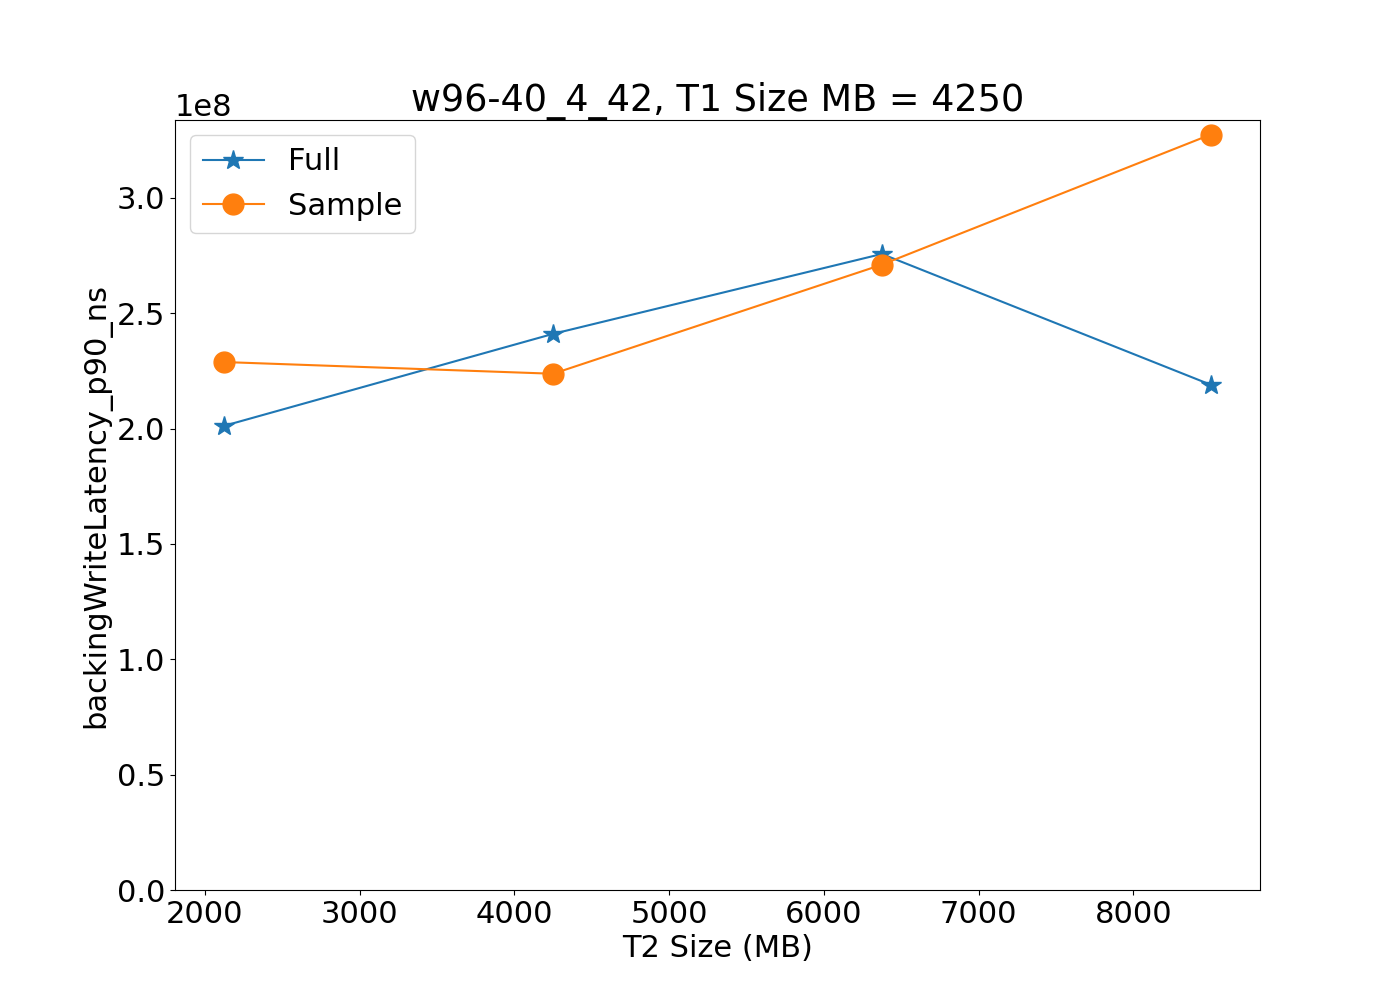 w96-40_4_42, T1 Size MB = 4250
1e8
Full
Sample
3.0
2.5
2.0
1.5
1.0
0.5
0.0
backingWriteLatency_p90_ns
2000 3000 4000 5000 6000 7000 8000
T2 Size (MB)